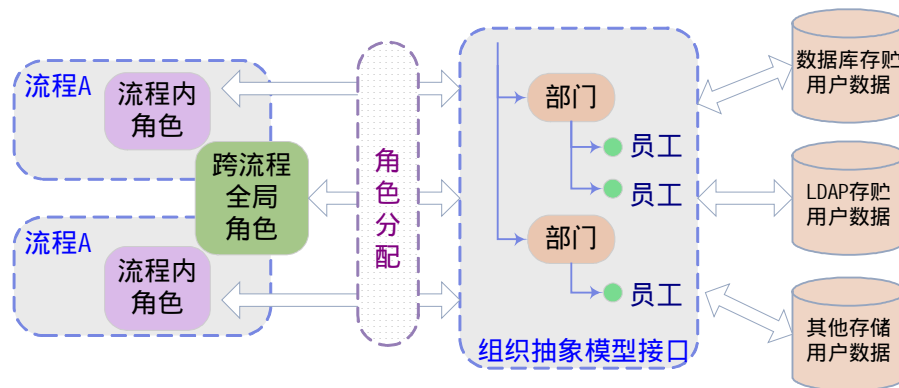 流程A
流程内
角色
跨流程
全局
角色
流程A
流程内
角色
角
色
分
配
部门
员工
员工
部门
员工
组织抽象模型接口
数据库存贮
用户数据
LDAP存贮
用户数据
其他存储
用户数据